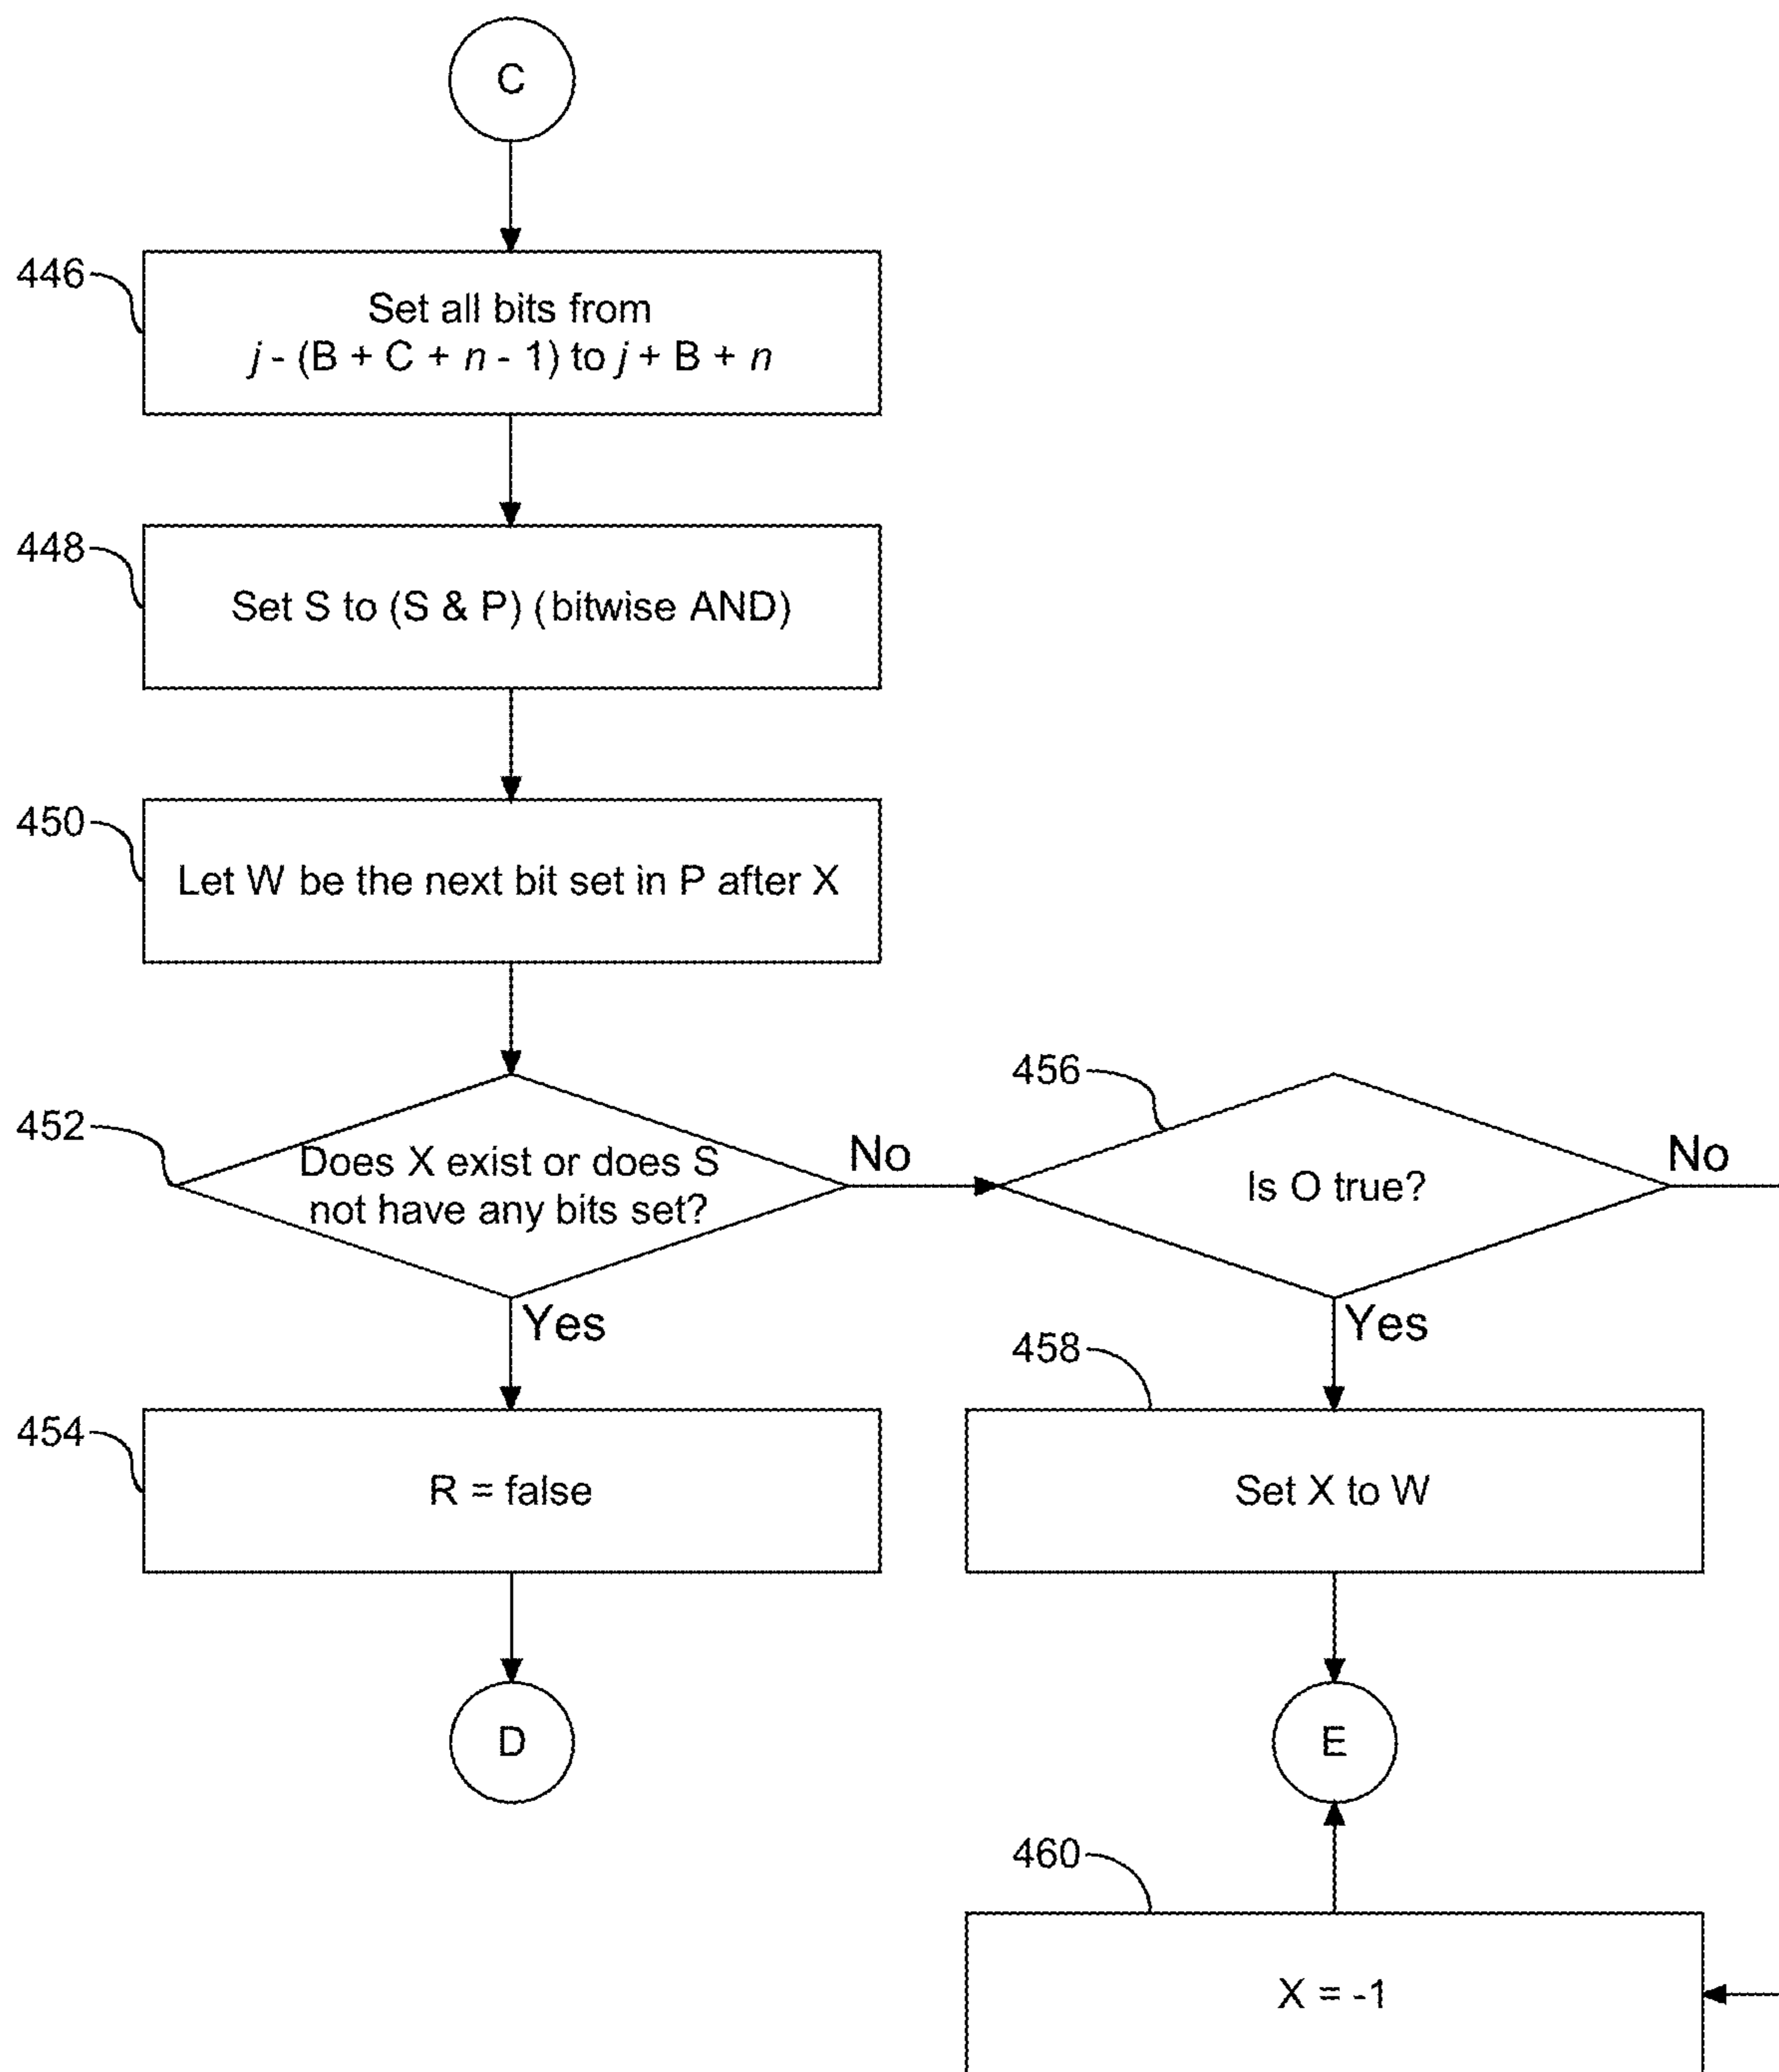 C
446
Set all bits from
j - (B + C + n - 1) to j + B + n
448
Set S to (S & P) (bitwise AND)
450
Let W be the next bit set in P after X
452
Does X exist or does S
not have any bits set?
No
Yes
456
Is O true?
No
Yes
454
R = false
458
Set X to W
D
E
460
X = -1